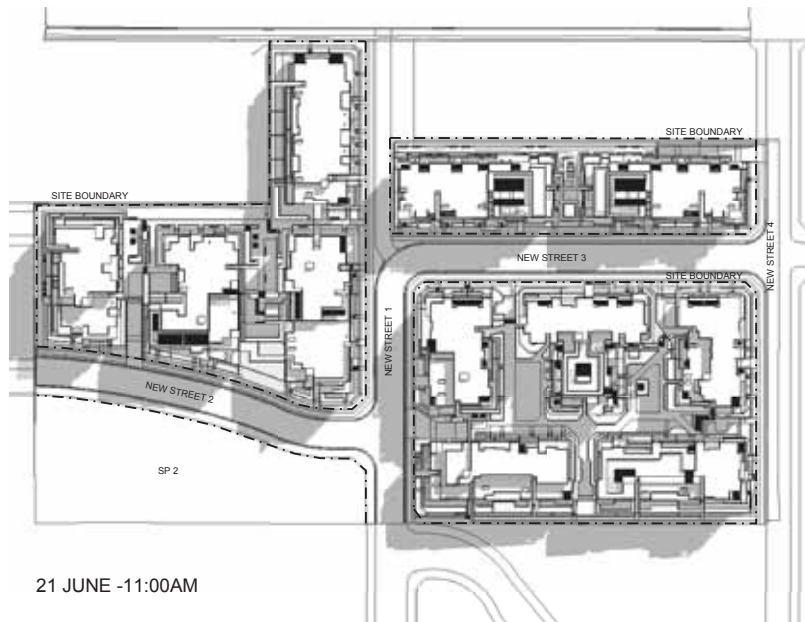 SITE BOUNDARY
SITE BOUNDARY
NEW STREET 4
NEW STREET 3
SITE BOUNDARY
NEW STREET 1
NEW STREET 2
SP 2
21 JUNE -11:00AM